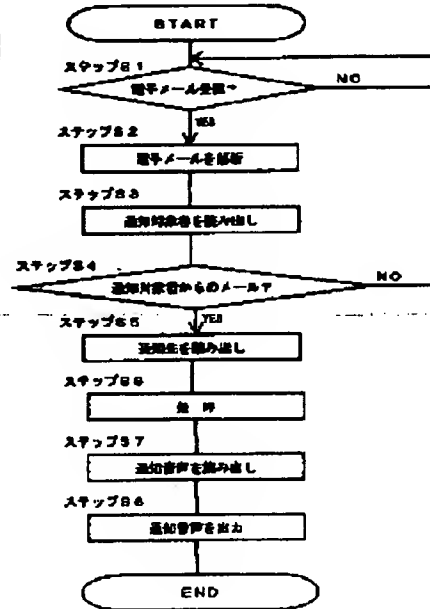 START
ステップS1
電子メール受信?
NO
YES
ステップS2
電子メールを解析
ステップS3
通知対象者を読み出し
ステップS4
通知対象者からのメール?
NO
YES
ステップS5
を読み出し
ステップS6
ステップS7
通知音声を読み出し
ステップS8
通知音声を出力
END